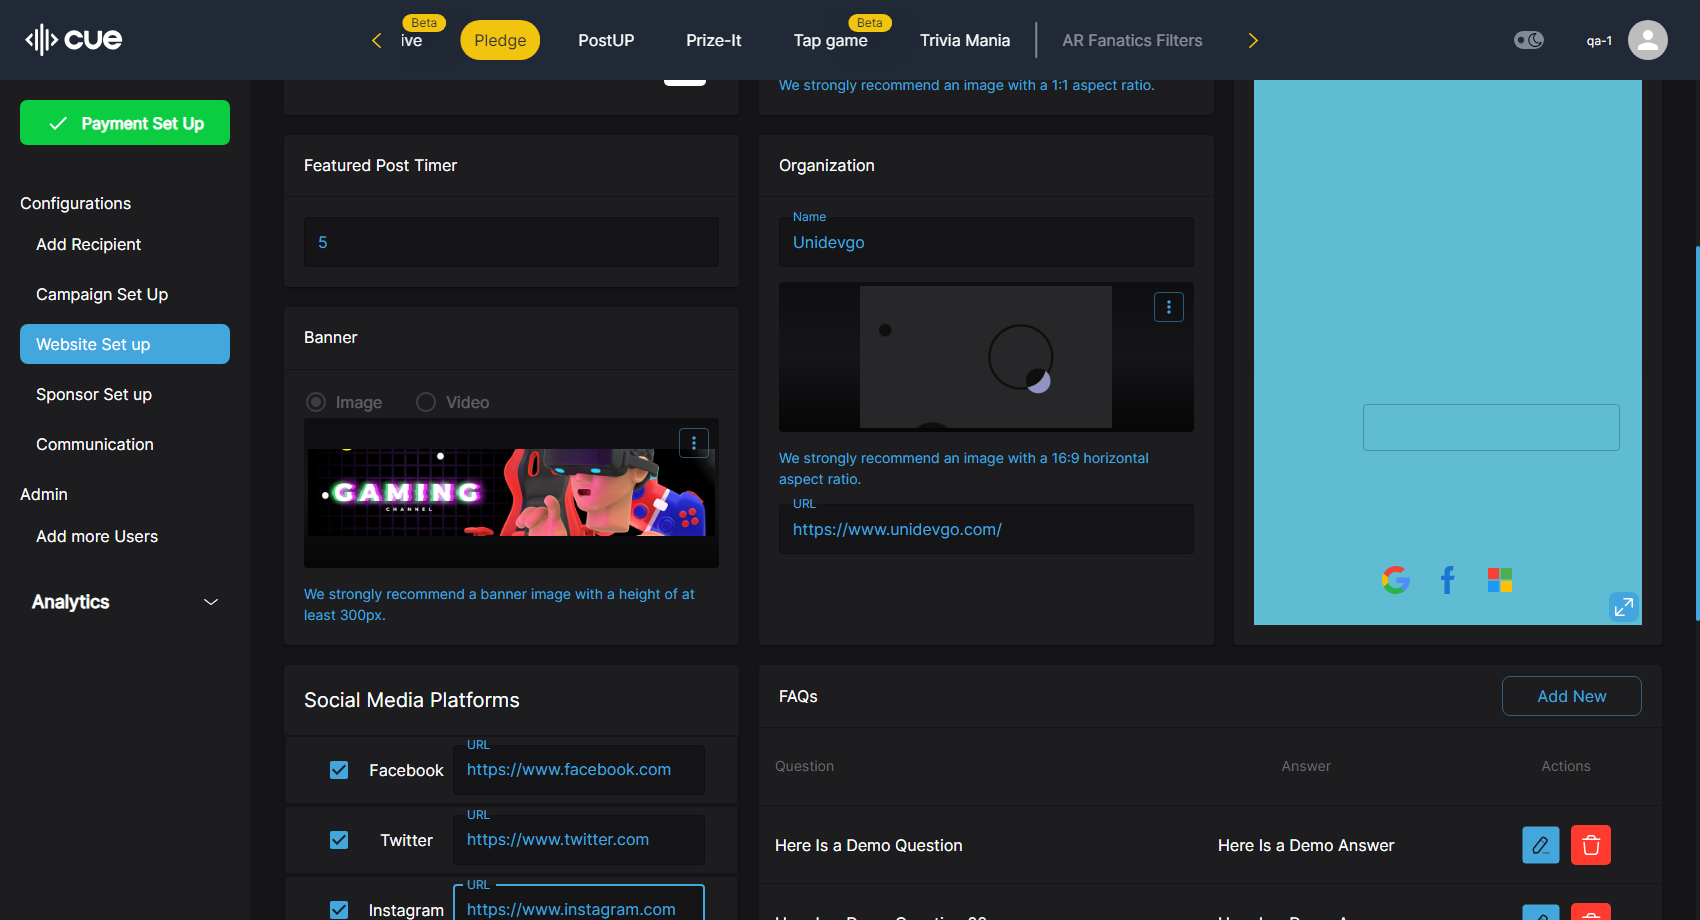 cue
Beta
ive
Pledge
PostUP
Prize-It
Beta
Tap game
Trivia Mania
AR Fanatics Filters
qa-1
Payment Set Up
Configurations
Add Recipient
Campaign Set Up
Website Set up
Sponsor Set up
Communication
Admin
Add more Users
Analytics
We strongly recommend an image with a 1:1 aspect ratio.
Featured Post Timer
5
Organization
Name
Unidevgo
Banner
Image
Video
GAMING
CHANNEL
We strongly recommend a banner image with a height of at
least 300px.
We strongly recommend an image with a 16:9 horizontal
aspect ratio.
URL
https://www.unidevgo.com/
Social Media Platforms
Facebook
URL
https://www.facebook.com
Twitter
URL
https://www.twitter.com
Instagram
URL
https://www.instagram.com
FAQs
Add New
Question
Answer
Actions
Here Is a Demo Question
Here Is a Demo Answer